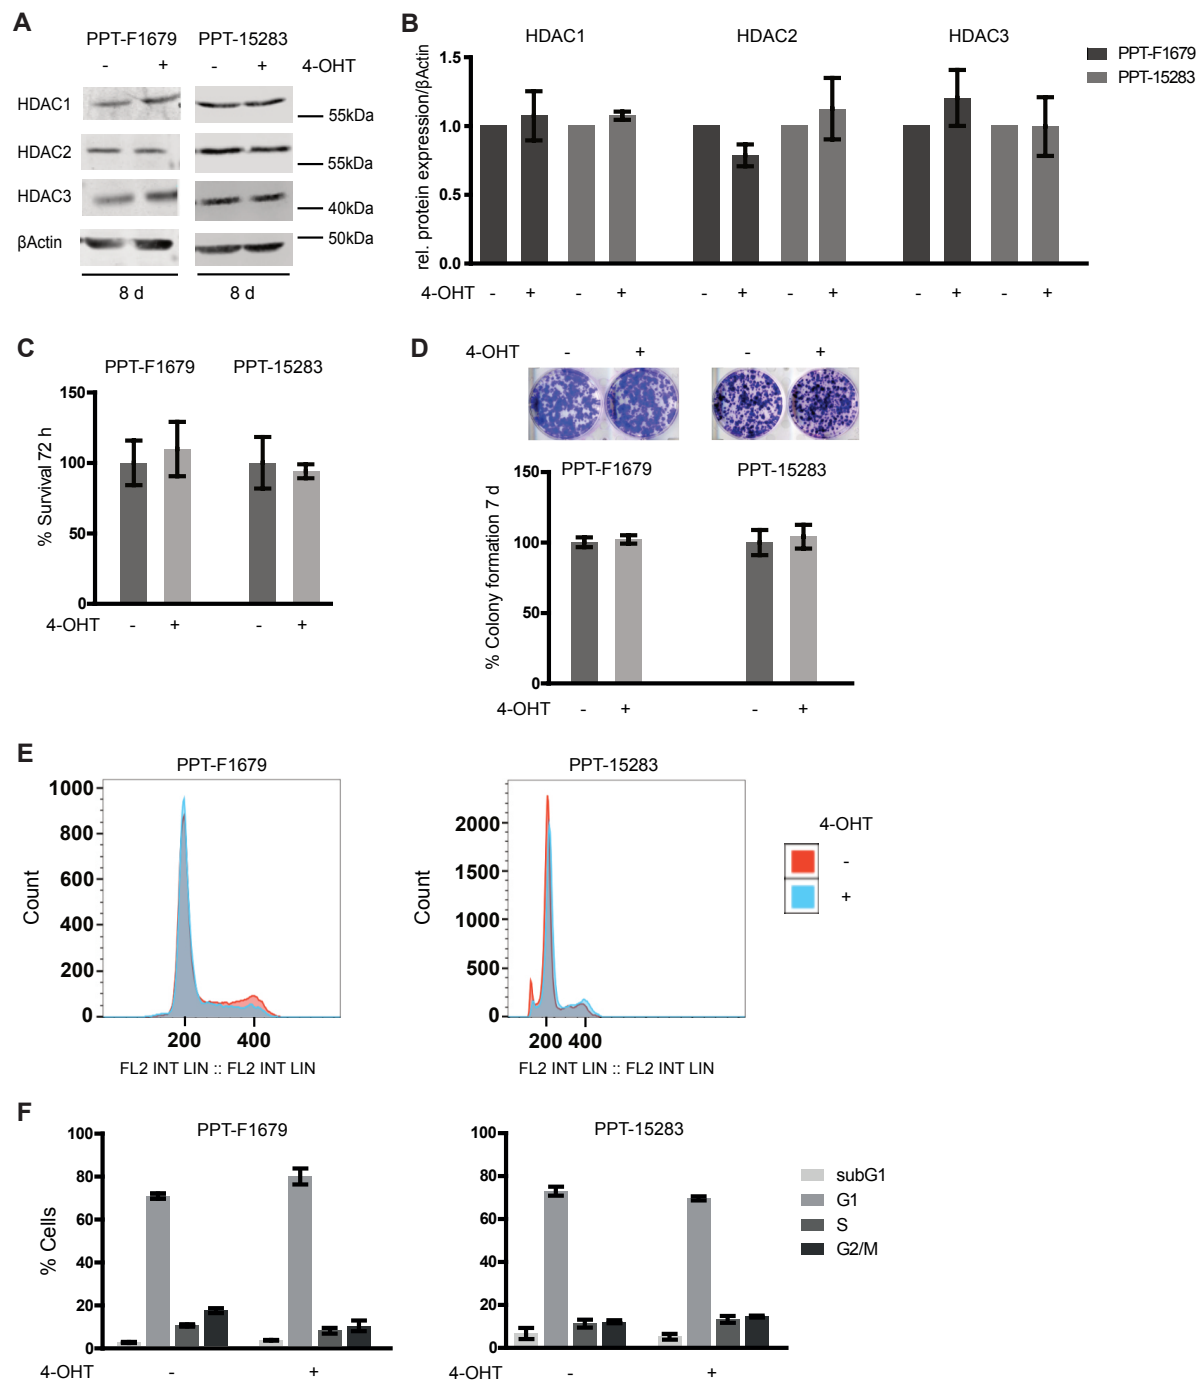 A
PPT-F1679 PPT-15283
- + - + 4-OHT
HDAC1
55kDa
HDAC2
55kDa
HDAC3
40kDa
βActin
50kDa
8 d 8 d
B
HDAC1 HDAC2 HDAC3
PPT-F1679
PPT-15283
rel. protein expression/βActin
1.5
1.0
0.5
0.0
4-OHT - + - + - + - + - + - +
C
PPT-F1679 PPT-15283
% Survival 72 h
150
100
50
0
4-OHT - + - +
D
4-OHT - + - +
PPT-F1679 PPT-15283
% Colony formation 7 d
150
100
50
0
4-OHT - + - +
E
PPT-F1679
Count
1000
800
600
400
200
0
200 400
FL2 INT LIN :: FL2 INT LIN
PPT-15283
Count
2000
1500
1000
500
0
200 400
FL2 INT LIN :: FL2 INT LIN
4-OHT
-
+
F
PPT-F1679
% Cells
100
80
60
40
20
0
4-OHT - +
PPT-15283
100
80
60
40
20
0
- +
subG1
G1
S
G2/M